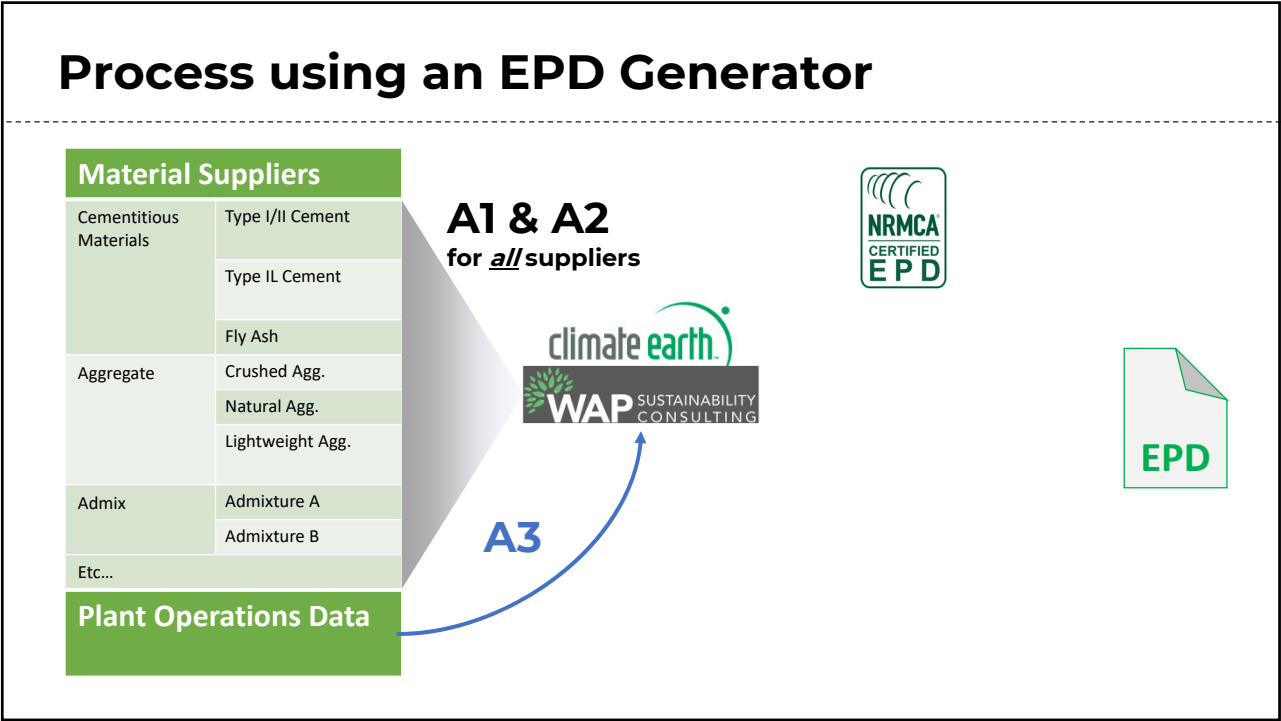 Process using an EPD Generator
Material Suppliers
Cementitious
Materials
Type I/II Cement
Type IL Cement
Fly Ash
Aggregate
Crushed Agg.
Natural Agg.
Lightweight Agg.
Admix
Admixture A
Admixture B
Etc...
Plant Operations Data
A1 & A2
for all suppliers
climate earth™
WAP SUSTAINABILITY
CONSULTING
A3
NRMCA
CERTIFIED
EPD
EPD